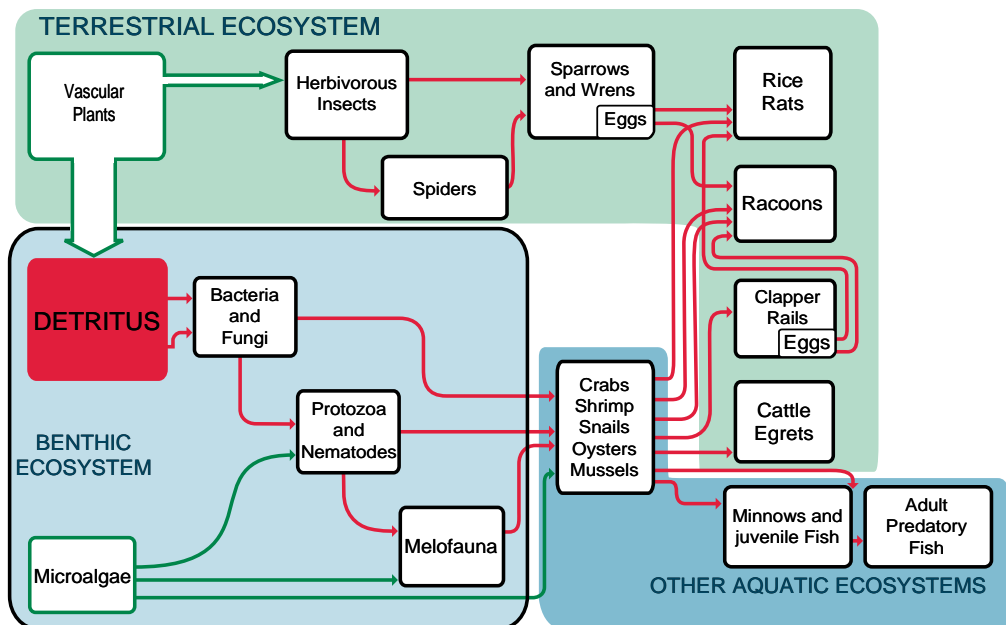 TERRESTRIAL ECOSYSTEM
Vascular
Plants
Herbivorous
Insects
Spiders
Sparrows
and Wrens
Eggs
Rice
Rats
Racoons
Clapper
Rails
Eggs
Cattle
Egrets
DETRITUS
Bacteria
and
Fungi
Protozoa
and
Nematodes
BENTHIC
ECOSYSTEM
Microalgae
Melofauna
Crabs
Shrimp
Snails
Oysters
Mussels
Minnows and
juvenile Fish
Adult
Predatory
Fish
OTHER AQUATIC ECOSYSTEMS